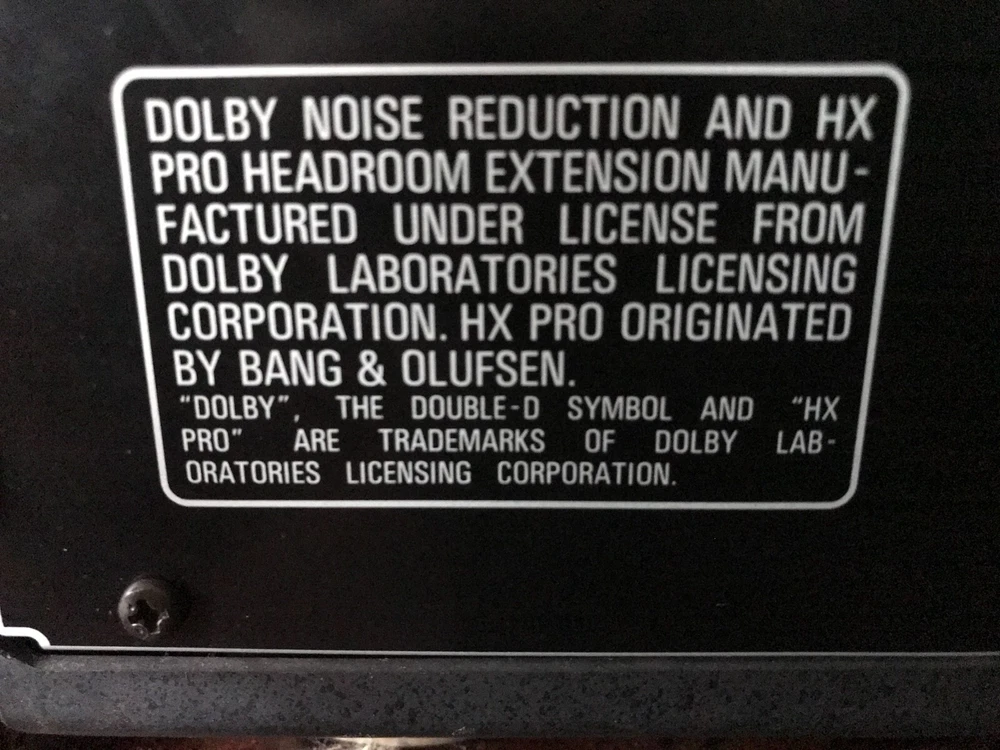 DOLBY NOISE REDUCTION AND HX
PRO HEADROOM EXTENSION MANU-
FACTURED UNDER LICENSE FROM
DOLBY LABORATORIES LICENSING
CORPORATION. HX PRO ORIGINATED
BY BANG & OLUFSEN.
"DOLBY", THE DOUBLE-D SYMBOL AND "HX
PRO" ARE TRADEMARKS OF DOLBY LAB-
ORATORIES LICENSING CORPORATION.